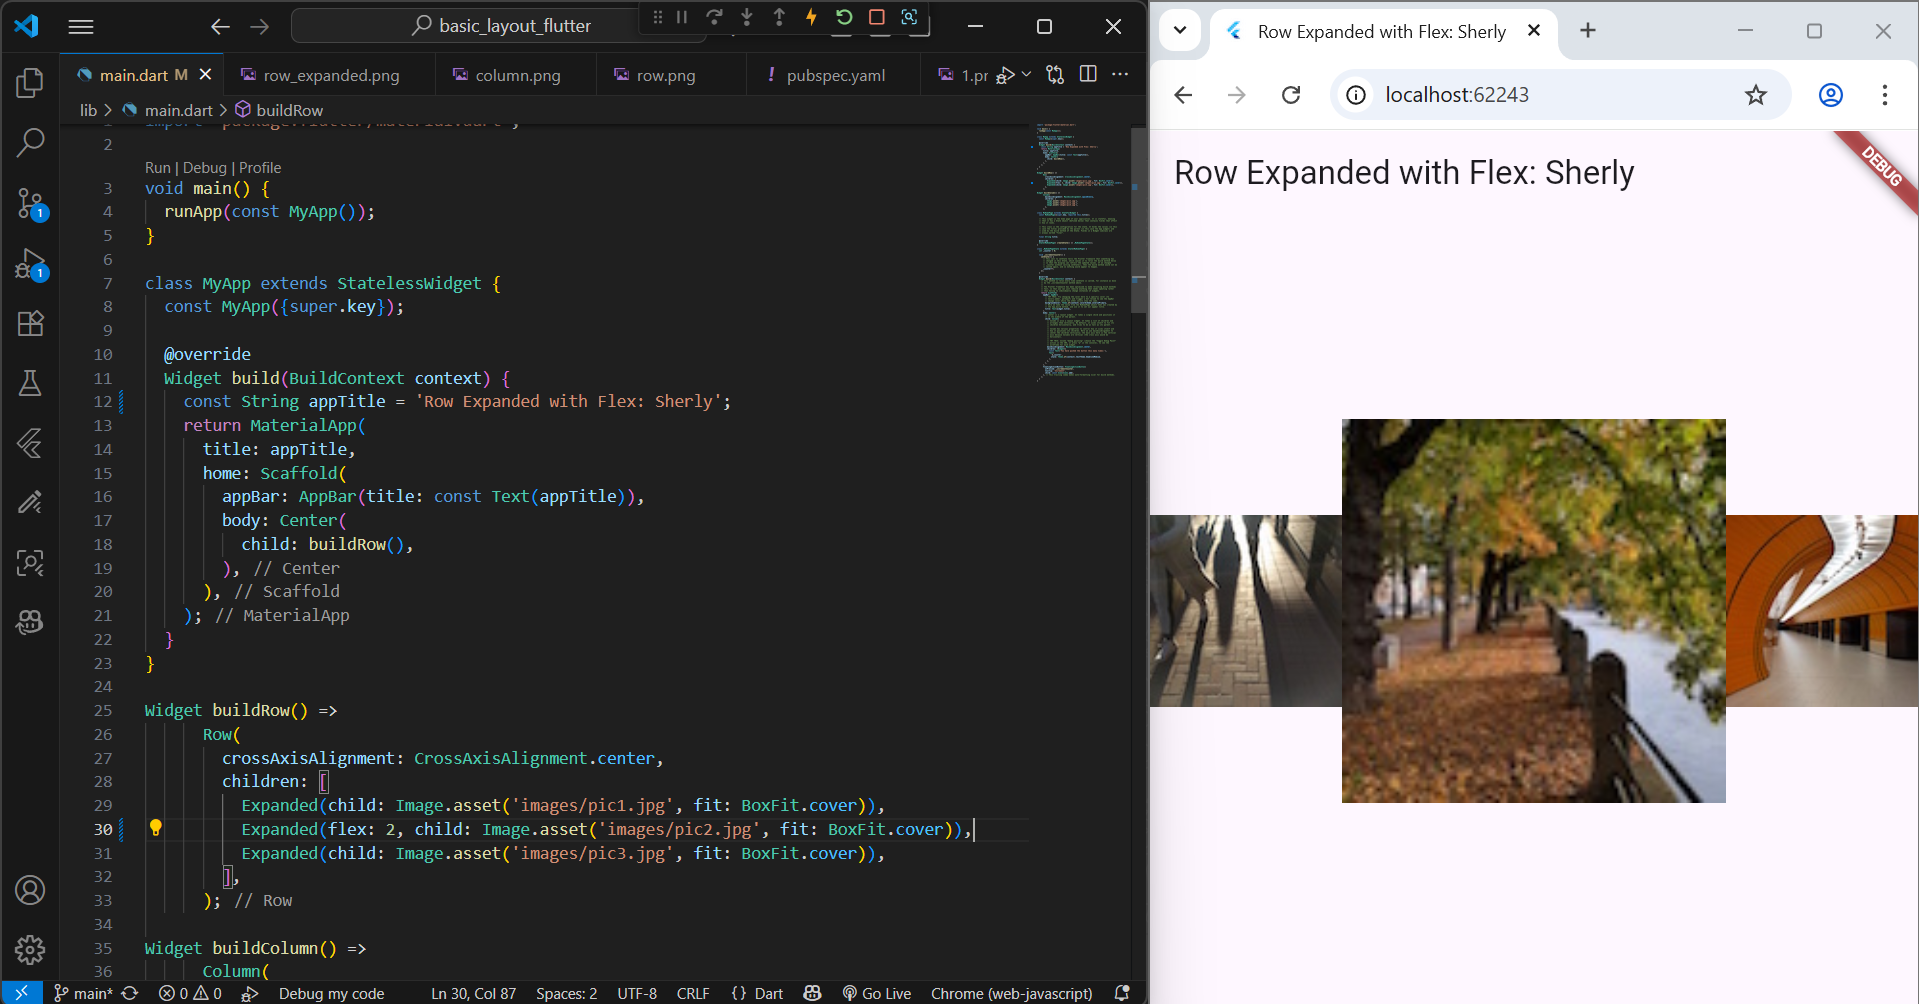 basic_layout_flutter
main.dart M
row_expanded.png
column.png
row.png
! pubspec.yaml
1.pr
lib > main.dart > buildRow
2
Run | Debug | Profile
3 void main() {
4 runApp(const MyApp());
5 }
6
7 class MyApp extends StatelessWidget {
8 const MyApp({super.key});
9
10 @override
11 Widget build(BuildContext context) {
12 const String appTitle = 'Row Expanded with Flex: Sherly';
13 return MaterialApp(
14 title: appTitle,
15 home: Scaffold(
16 appBar: AppBar(title: const Text(appTitle)),
17 body: Center(
18 child: buildRow(),
19 ), // Center
20 ), // Scaffold
21 ); // MaterialApp
22 }
23 }
24
25 Widget buildRow() =>
26 Row(
27 crossAxisAlignment: CrossAxisAlignment.center,
28 children: [
29 Expanded(child: Image.asset('images/pic1.jpg', fit: BoxFit.cover)),
30 Expanded(flex: 2, child: Image.asset('images/pic2.jpg', fit: BoxFit.cover)),
31 Expanded(child: Image.asset('images/pic3.jpg', fit: BoxFit.cover)),
32 ],
33 ); // Row
34
35 Widget buildColumn() =>
36 Column(
1
1
main* 0 0 Debug my code Ln 30, Col 87 Spaces: 2 UTF-8 CRLF {} Dart Go Live Chrome (web-javascript)
Row Expanded with Flex: Sherly
localhost:62243
Row Expanded with Flex: Sherly
DEBUG